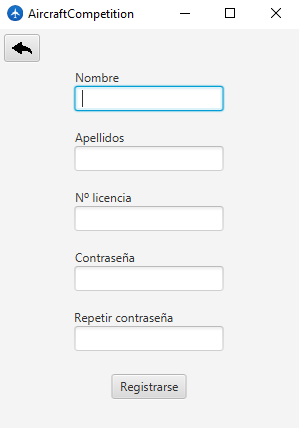 AircraftCompetition
Nombre
Apellidos
Nº licencia
Contraseña
Repetir contraseña
Registrarse